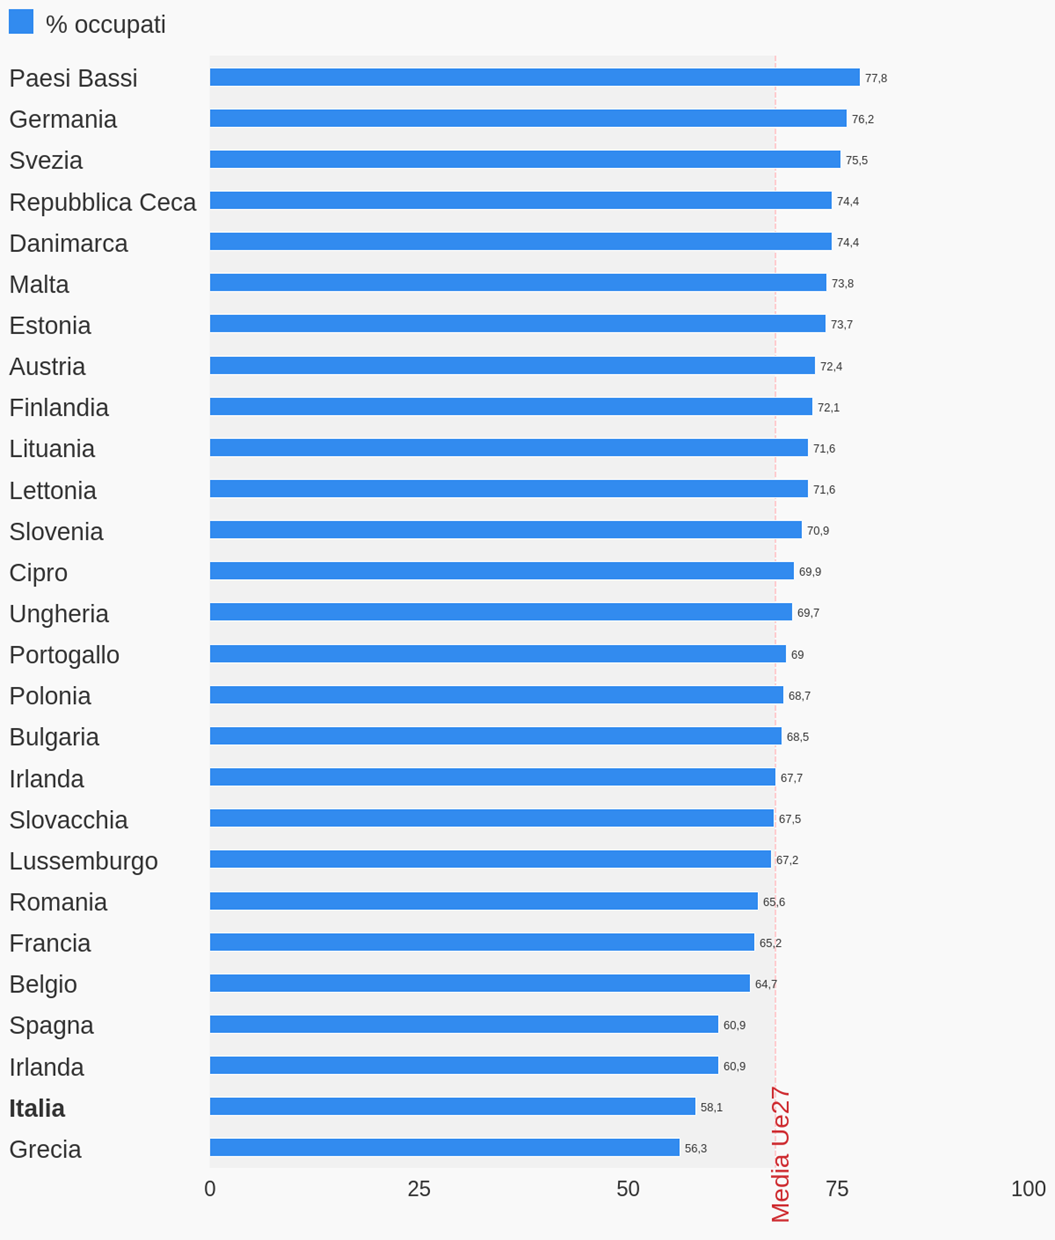 % occupati
Paesi Bassi 77,8
Germania 76,2
Svezia 75,5
Repubblica Ceca 74,4
Danimarca 74,4
Malta 73,8
Estonia 73,7
Austria 72,4
Finlandia 72,1
Lituania 71,6
Lettonia 71,6
Slovenia 70,9
Cipro 69,9
Ungheria 69,7
Portogallo 69
Polonia 68,7
Bulgaria 68,5
Irlanda 67,7
Slovacchia 67,5
Lussemburgo 67,2
Romania 65,6
Francia 65,2
Belgio 64,7
Spagna 60,9
Irlanda 60,9
Italia 58,1
Grecia 56,3
Media Ue27
0 25 50 75 100